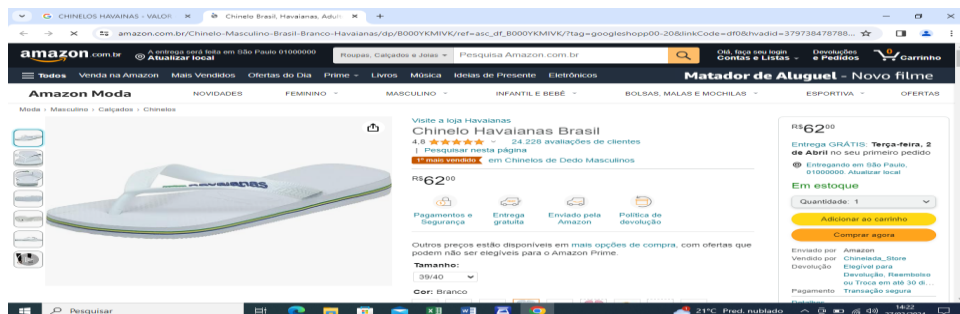 CHINELOS HAVAINAS - VALOR
Chinelo Brasil, Havaianas, Adult
amazon.com.br/Chinelo-Masculino-Brasil-Branco-Havaianas/dp/B000YKMIVK/ref=asc_df_B000YKMIVK/?tag=googleshopp00-20&linkCode=df0&hvadid=379738478788...
amazon.com.br
A entrega será feita em São Paulo 01000000
Atualizar local
Roupas, Calçados e Joias
Pesquisa Amazon.com.br
Olá, faça seu login
Contas e Listas
Devoluções
e Pedidos
0
Carrinho
Todos Venda na Amazon Mais Vendidos Ofertas do Dia Prime Livros Música Ideias de Presente Eletrônicos
Matador de Aluguel - Novo filme
Amazon Moda NOVIDADES FEMININO MASCULINO INFANTIL E BEBÊ BOLSAS, MALAS E MOCHILAS ESPORTIVA OFERTAS
Moda › Masculino › Calçados › Chinelos
havaianas
Visite a loja Havaianas
Chinelo Havaianas Brasil
4,8 24.228 avaliações de clientes
| Pesquisar nesta página
1º mais vendido em Chinelos de Dedo Masculinos
R$6200
Pagamentos e
Segurança
Entrega
gratuita
Enviado pela
Amazon
Política de
devolução
Outros preços estão disponíveis em mais opções de compra, com ofertas que
podem não ser elegíveis para o Amazon Prime.
Tamanho:
39/40
Cor: Branco
R$6200
Entrega GRÁTIS: Terça-feira, 2
de Abril no seu primeiro pedido
Entregando em São Paulo,
01000000. Atualizar local
Em estoque
Quantidade: 1
Adicionar ao carrinho
Comprar agora
Enviado por Amazon
Vendido por Chinelada_Store
Devolução Elegível para
Devolução, Reembolso
ou Troca em até 30 di...
Pagamento Transação segura
Pesquisar
21°C Pred. nublado
14:22
27/03/2024